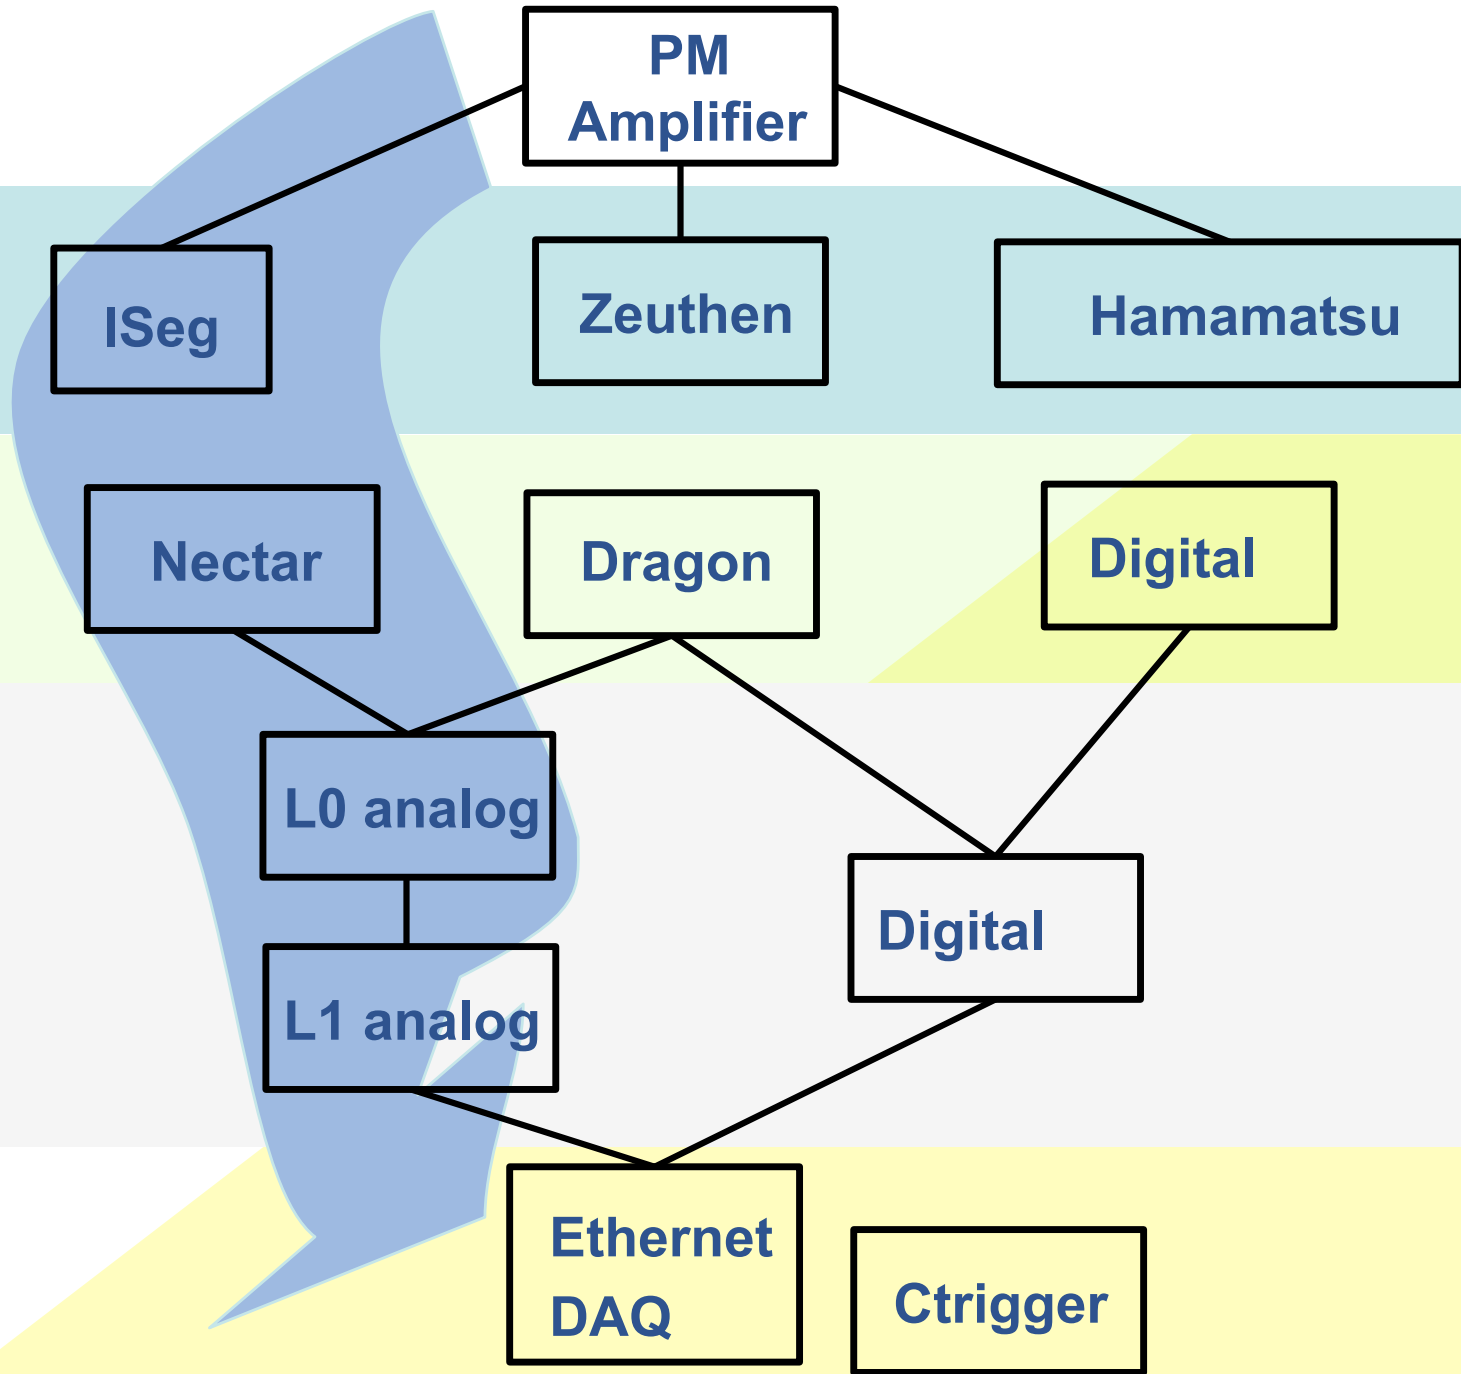 PM
Amplifier
ISeg
Zeuthen
Hamamatsu
Nectar
Dragon
Digital
L0 analog
Digital
L1 analog
Ethernet
DAQ
Ctrigger